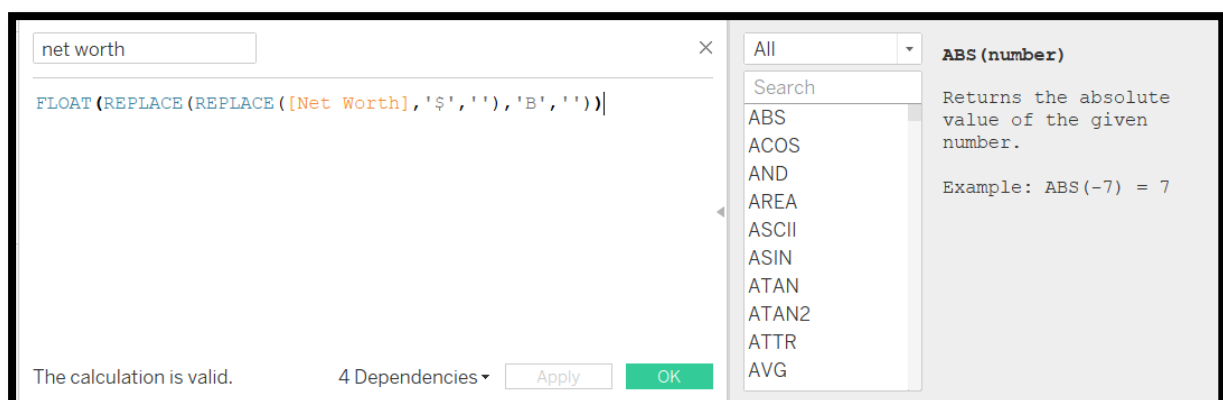 net worth
FLOAT(REPLACE(REPLACE([Net Worth],'$',''),'B',''))
The calculation is valid.
4 Dependencies
Apply
OK
All
Search
ABS
ACOS
AND
AREA
ASCII
ASIN
ATAN
ATAN2
ATTR
AVG
ABS(number)
Returns the absolute
value of the given
number.
Example: ABS(-7) = 7